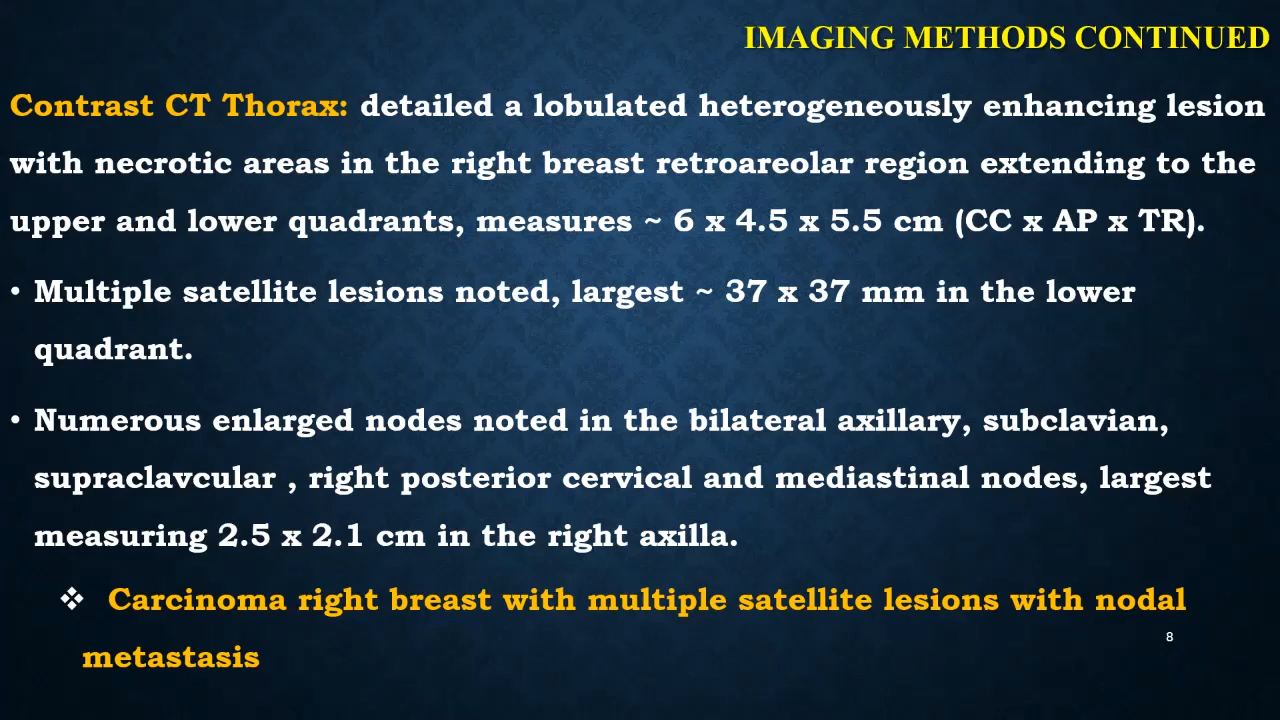 IMAGING METHODS CONTINUED
Contrast CT Thorax: detailed a lobulated heterogeneously enhancing lesion
with necrotic areas in the right breast retroareolar region extending to the
upper and lower quadrants, measures ~ 6 x 4.5 x 5.5 cm (CC x AP x TR).
• Multiple satellite lesions noted, largest ~ 37 x 37 mm in the lower
quadrant.
• Numerous enlarged nodes noted in the bilateral axillary, subclavian,
supraclavcular , right posterior cervical and mediastinal nodes, largest
measuring 2.5 x 2.1 cm in the right axilla.
❖ Carcinoma right breast with multiple satellite lesions with nodal
metastasis
8